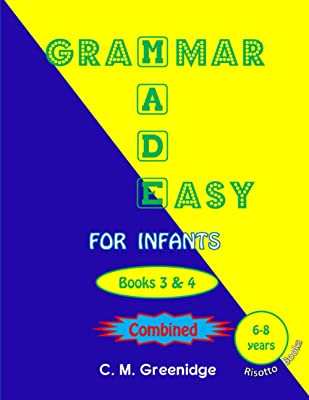 GRAMMAR
MADE
EASY
FOR INFANTS
Books 3 & 4
Combined
6-8
years
C. M. Greenidge
Risotto Books